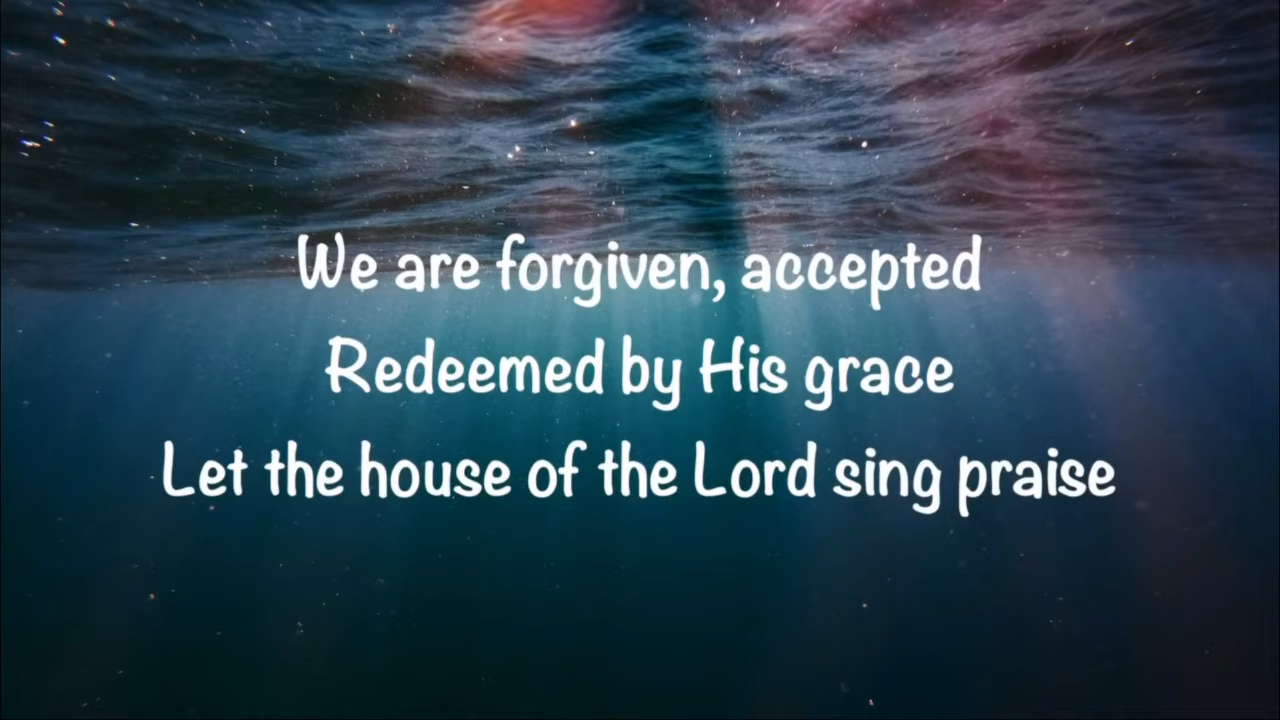 We are forgiven, accepted
Redeemed by His grace
Let the house of the Lord sing praise